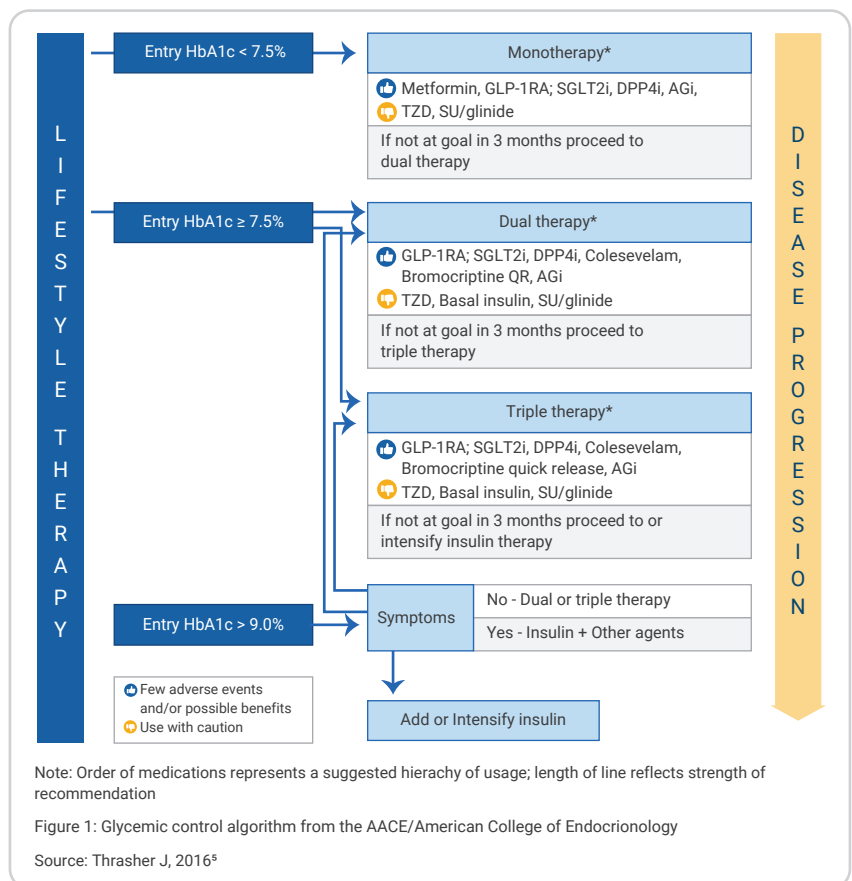 LIFESTYLE THERAPY
Entry HbA1c < 7.5%
Monotherapy*
Metformin, GLP-1RA; SGLT2i, DPP4i, AGi,
TZD, SU/glinide
If not at goal in 3 months proceed to
dual therapy
Entry HbA1c ≥ 7.5%
Dual therapy*
GLP-1RA; SGLT2i, DPP4i, Colesevelam,
Bromocriptine QR, AGi
TZD, Basal insulin, SU/glinide
If not at goal in 3 months proceed to
triple therapy
Triple therapy*
GLP-1RA; SGLT2i, DPP4i, Colesevelam,
Bromocriptine quick release, AGi
TZD, Basal insulin, SU/glinide
If not at goal in 3 months proceed to or
intensify insulin therapy
Entry HbA1c > 9.0%
Symptoms
No - Dual or triple therapy
Yes - Insulin + Other agents
Add or Intensify insulin
Few adverse events
and/or possible benefits
Use with caution
DISEASE PROGRESSION
Note: Order of medications represents a suggested hierachy of usage; length of line reflects strength of
recommendation
Figure 1: Glycemic control algorithm from the AACE/American College of Endocrionology
Source: Thrasher J, 2016⁵